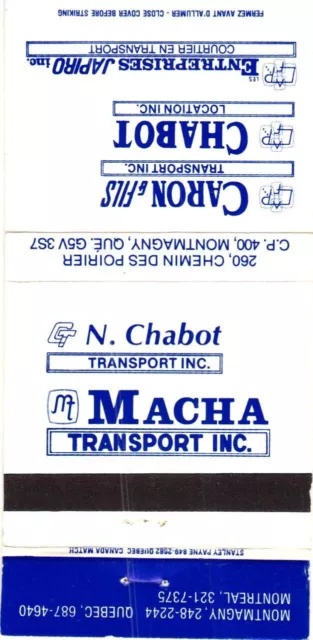 FERMEZ AVANT D'ALLUMER - CLOSE COVER BEFORE STRIKING
LES ENTREPRISES JAPIRO inc.
COURTIER EN TRANSPORT
CHABOT
LOCATION INC.
CARON & FILS
TRANSPORT INC.
260, CHEMIN DES POIRIER
C.P. 400, MONTMAGNY, QUÉ. G5V 3S7
N. Chabot
TRANSPORT INC.
MACHA
TRANSPORT INC.
STANLEY PAYNE 849-2582 QUEBEC CANADA MATCH
MONTMAGNY, 248-2244 QUEBEC, 687-4640
MONTREAL, 321-7375